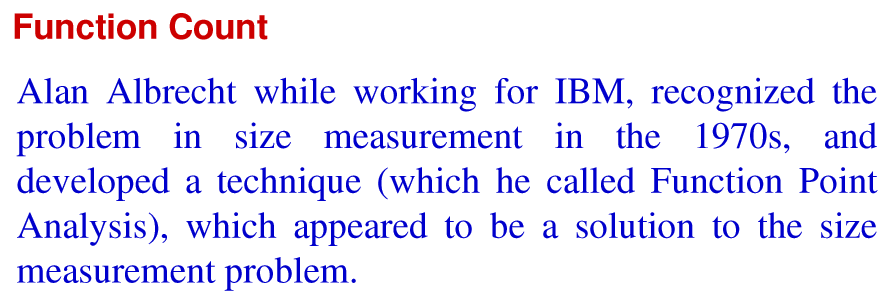 Function Count
Alan Albrecht while working for IBM, recognized the
problem in size measurement in the 1970s, and
developed a technique (which he called Function Point
Analysis), which appeared to be a solution to the size
measurement problem.